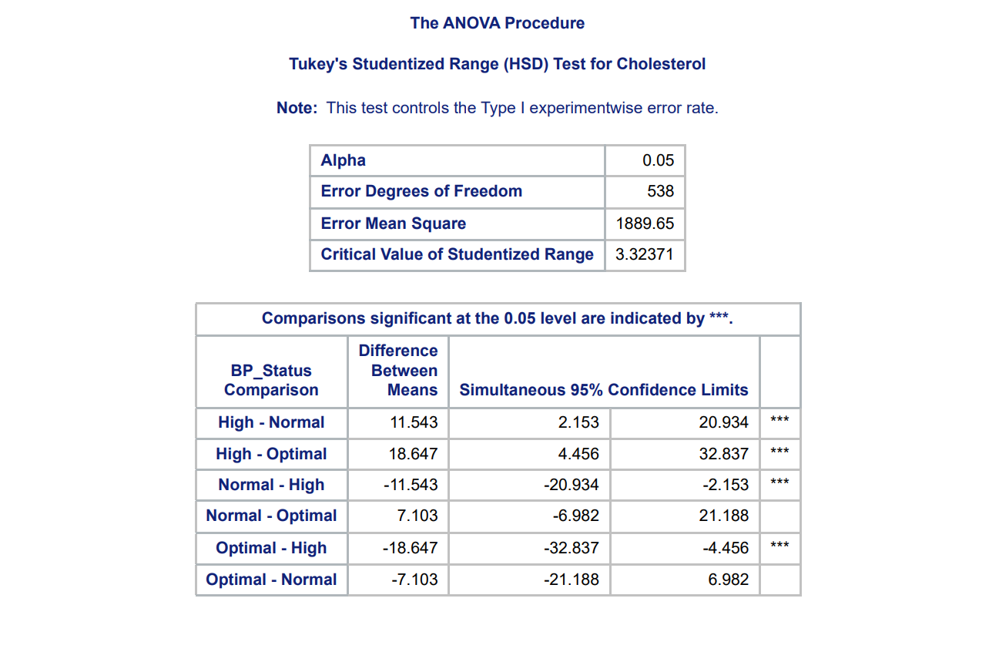 The ANOVA Procedure
Tukey's Studentized Range (HSD) Test for Cholesterol
Note: This test controls the Type I experimentwise error rate.
Alpha 0.05
Error Degrees of Freedom 538
Error Mean Square 1889.65
Critical Value of Studentized Range 3.32371
Comparisons significant at the 0.05 level are indicated by ***.
BP_Status
Comparison
Difference
Between
Means
Simultaneous 95% Confidence Limits
High - Normal 11.543 2.153 20.934 ***
High - Optimal 18.647 4.456 32.837 ***
Normal - High -11.543 -20.934 -2.153 ***
Normal - Optimal 7.103 -6.982 21.188
Optimal - High -18.647 -32.837 -4.456 ***
Optimal - Normal -7.103 -21.188 6.982